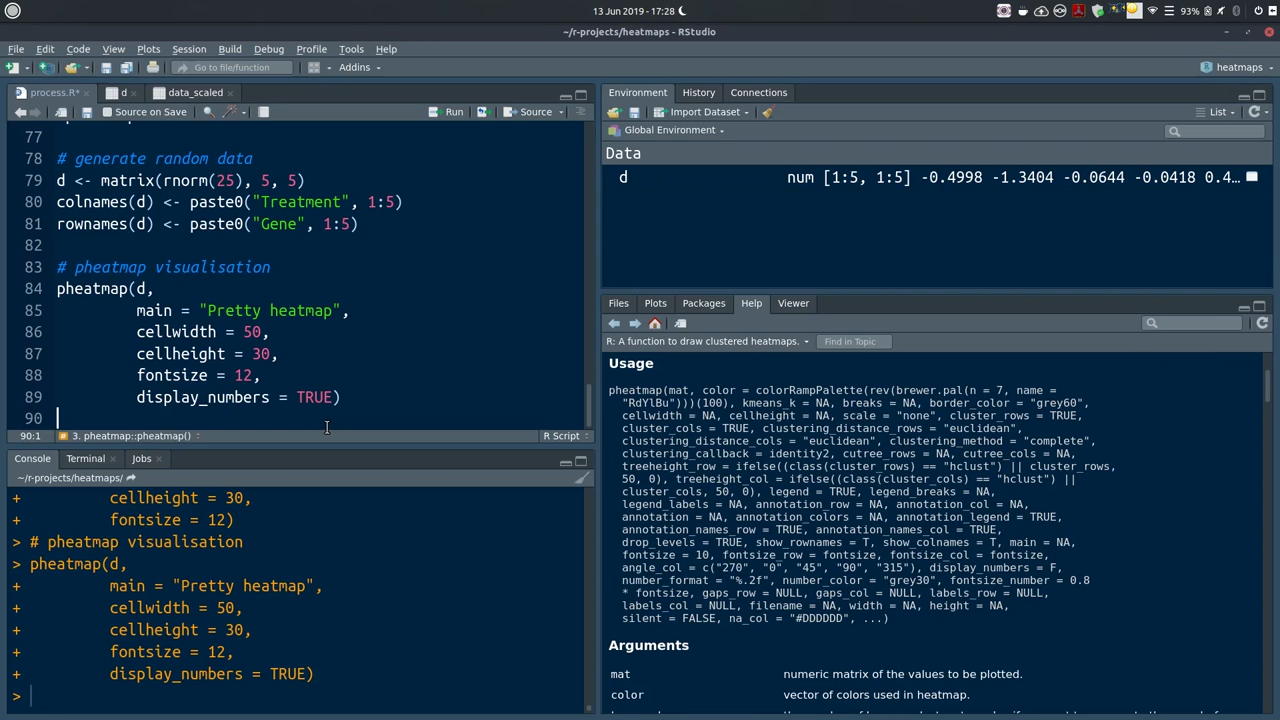 13 Jun 2019 - 17:28
93%
~/r-projects/heatmaps - RStudio
File Edit Code View Plots Session Build Debug Profile Tools Help
Go to file/function Addins heatmaps
process.R* d data_scaled
Source on Save Run Source
77
78 # generate random data
79 d <- matrix(rnorm(25), 5, 5)
80 colnames(d) <- paste0("Treatment", 1:5)
81 rownames(d) <- paste0("Gene", 1:5)
82
83 # pheatmap visualisation
84 pheatmap(d,
85 main = "Pretty heatmap",
86 cellwidth = 50,
87 cellheight = 30,
88 fontsize = 12,
89 display_numbers = TRUE)
90
90:1 3. pheatmap::pheatmap() R Script
Console Terminal Jobs
~/r-projects/heatmaps/
+ cellheight = 30,
+ fontsize = 12)
> # pheatmap visualisation
> pheatmap(d,
+ main = "Pretty heatmap",
+ cellwidth = 50,
+ cellheight = 30,
+ fontsize = 12,
+ display_numbers = TRUE)
>
Environment History Connections
Import Dataset List
Global Environment
Data
d num [1:5, 1:5] -0.4998 -1.3404 -0.0644 -0.0418 0.4…
Files Plots Packages Help Viewer
R: A function to draw clustered heatmaps. Find in Topic
Usage
pheatmap(mat, color = colorRampPalette(rev(brewer.pal(n = 7, name =
"RdYlBu")))(100), kmeans_k = NA, breaks = NA, border_color = "grey60",
cellwidth = NA, cellheight = NA, scale = "none", cluster_rows = TRUE,
cluster_cols = TRUE, clustering_distance_rows = "euclidean",
clustering_distance_cols = "euclidean", clustering_method = "complete",
clustering_callback = identity2, cutree_rows = NA, cutree_cols = NA,
treeheight_row = ifelse((class(cluster_rows) == "hclust") || cluster_rows,
50, 0), treeheight_col = ifelse((class(cluster_cols) == "hclust") ||
cluster_cols, 50, 0), legend = TRUE, legend_breaks = NA,
legend_labels = NA, annotation_row = NA, annotation_col = NA,
annotation = NA, annotation_colors = NA, annotation_legend = TRUE,
annotation_names_row = TRUE, annotation_names_col = TRUE,
drop_levels = TRUE, show_rownames = T, show_colnames = T, main = NA,
fontsize = 10, fontsize_row = fontsize, fontsize_col = fontsize,
angle_col = c("270", "0", "45", "90", "315"), display_numbers = F,
number_format = "%.2f", number_color = "grey30", fontsize_number = 0.8
* fontsize, gaps_row = NULL, gaps_col = NULL, labels_row = NULL,
labels_col = NULL, filename = NA, width = NA, height = NA,
silent = FALSE, na_col = "#DDDDDD", ...)
Arguments
mat numeric matrix of the values to be plotted.
color vector of colors used in heatmap.